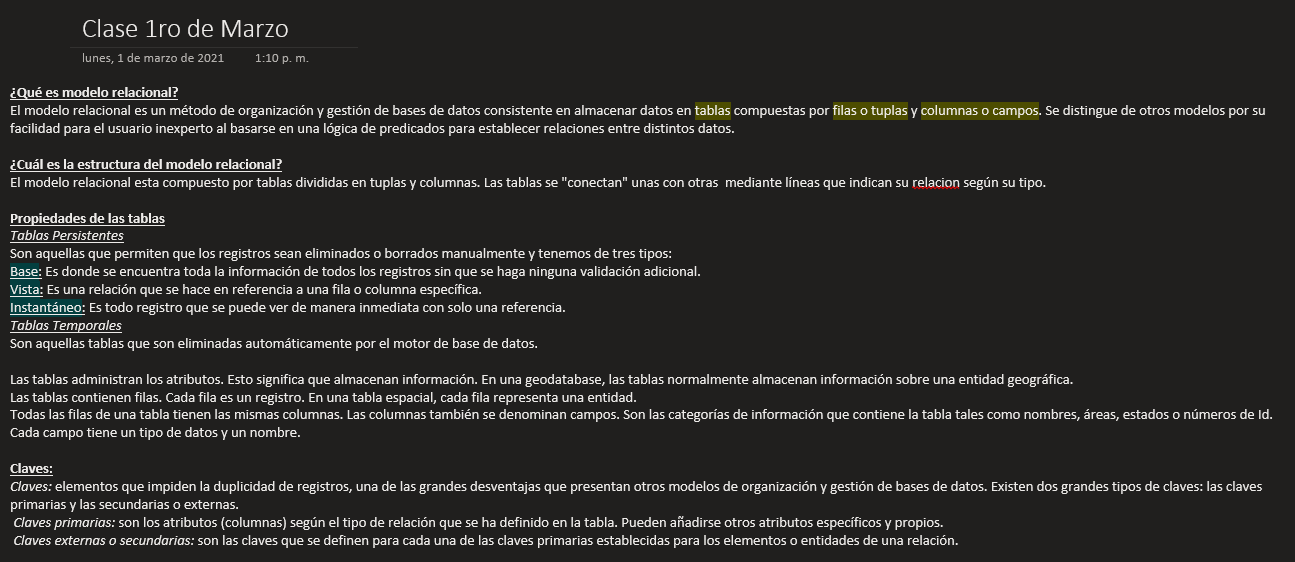 Clase 1ro de Marzo
lunes, 1 de marzo de 2021 1:10 p. m.
¿Qué es modelo relacional?
El modelo relacional es un método de organización y gestión de bases de datos consistente en almacenar datos en tablas compuestas por filas o tuplas y columnas o campos. Se distingue de otros modelos por su
facilidad para el usuario inexperto al basarse en una lógica de predicados para establecer relaciones entre distintos datos.
¿Cuál es la estructura del modelo relacional?
El modelo relacional esta compuesto por tablas divididas en tuplas y columnas. Las tablas se "conectan" unas con otras  mediante líneas que indican su relacion según su tipo.
Propiedades de las tablas
Tablas Persistentes
Son aquellas que permiten que los registros sean eliminados o borrados manualmente y tenemos de tres tipos:
Base: Es donde se encuentra toda la información de todos los registros sin que se haga ninguna validación adicional.
Vista: Es una relación que se hace en referencia a una fila o columna específica.
Instantáneo: Es todo registro que se puede ver de manera inmediata con solo una referencia.
Tablas Temporales
Son aquellas tablas que son eliminadas automáticamente por el motor de base de datos.
Las tablas administran los atributos. Esto significa que almacenan información. En una geodatabase, las tablas normalmente almacenan información sobre una entidad geográfica.
Las tablas contienen filas. Cada fila es un registro. En una tabla espacial, cada fila representa una entidad.
Todas las filas de una tabla tienen las mismas columnas. Las columnas también se denominan campos. Son las categorías de información que contiene la tabla tales como nombres, áreas, estados o números de Id.
Cada campo tiene un tipo de datos y un nombre.
Claves:
Claves: elementos que impiden la duplicidad de registros, una de las grandes desventajas que presentan otros modelos de organización y gestión de bases de datos. Existen dos grandes tipos de claves: las claves
primarias y las secundarias o externas.
Claves primarias: son los atributos (columnas) según el tipo de relación que se ha definido en la tabla. Pueden añadirse otros atributos específicos y propios.
Claves externas o secundarias: son las claves que se definen para cada una de las claves primarias establecidas para los elementos o entidades de una relación.